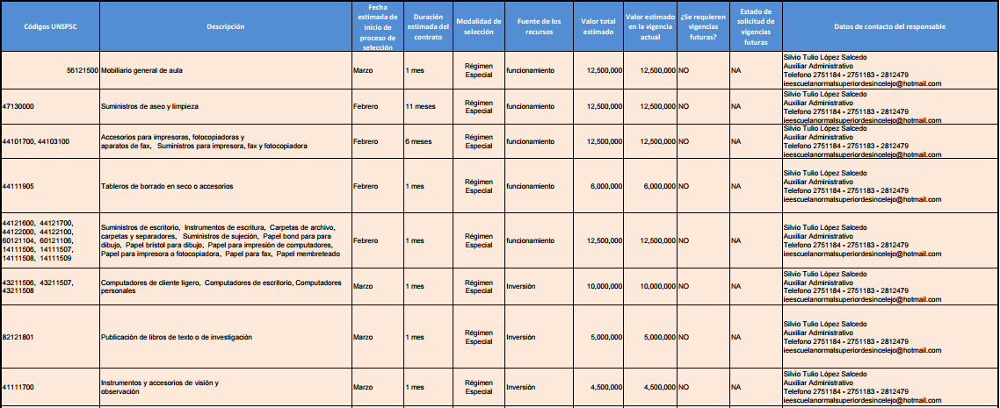 Códigos UNSPSC
Descripción
Fecha
estimada de
inicio de
proceso de
selección
Duración
estimada del
contrato
Modalidad de
selección
Fuente de los
recursos
Valor total
estimado
Valor estimado
en la vigencia
actual
¿Se requieren
vigencias
futuras?
Estado de
solicitud de
vigencias
futuras
Datos de contacto del responsable
56121500
Mobiliario general de aula
Marzo
1 mes
Régimen
Especial
funcionamiento
12,500,000
12,500,000
NO
NA
Silvio Tulio López Salcedo
Auxiliar Administrativo
Telefono 2751184 - 2751183 - 2812479
ieescuelanormalsuperiordesincelejo@hotmail.com
47130000
Suministros de aseo y limpieza
Febrero
11 meses
Régimen
Especial
funcionamiento
12,500,000
12,500,000
NO
NA
Silvio Tulio López Salcedo
Auxiliar Administrativo
Telefono 2751184 - 2751183 - 2812479
ieescuelanormalsuperiordesincelejo@hotmail.com
44101700, 44103100
Accesorios para impresoras, fotocopiadoras y
aparatos de fax, Suministros para impresora, fax y fotocopiadora
Febrero
6 meses
Régimen
Especial
funcionamiento
12,500,000
12,500,000
NO
NA
Silvio Tulio López Salcedo
Auxiliar Administrativo
Telefono 2751184 - 2751183 - 2812479
ieescuelanormalsuperiordesincelejo@hotmail.com
44111905
Tableros de borrado en seco o accesorios
Febrero
1 mes
Régimen
Especial
funcionamiento
6,000,000
6,000,000
NO
NA
Silvio Tulio López Salcedo
Auxiliar Administrativo
Telefono 2751184 - 2751183 - 2812479
ieescuelanormalsuperiordesincelejo@hotmail.com
44121600, 44121700,
44122000, 44122100,
60121104, 60121106,
14111506, 14111507,
14111508, 14111509
Suministros de escritorio, Instrumentos de escritura, Carpetas de archivo,
carpetas y separadores, Suministros de sujeción, Papel bond para para
dibujo, Papel bristol para dibujo, Papel para impresión de computadores,
Papel para impresora o fotocopiadora, Papel para fax, Papel membreteado
Febrero
1 mes
Régimen
Especial
funcionamiento
12,500,000
12,500,000
NO
NA
Silvio Tulio López Salcedo
Auxiliar Administrativo
Telefono 2751184 - 2751183 - 2812479
ieescuelanormalsuperiordesincelejo@hotmail.com
43211506, 43211507,
43211508
Computadores de cliente ligero, Computadores de escritorio, Computadores
personales
Marzo
1 mes
Régimen
Especial
Inversión
10,000,000
10,000,000
NO
NA
Silvio Tulio López Salcedo
Auxiliar Administrativo
Telefono 2751184 - 2751183 - 2812479
ieescuelanormalsuperiordesincelejo@hotmail.com
82121801
Publicación de libros de texto o de investigación
Marzo
1 mes
Régimen
Especial
Inversión
5,000,000
5,000,000
NO
NA
Silvio Tulio López Salcedo
Auxiliar Administrativo
Telefono 2751184 - 2751183 - 2812479
ieescuelanormalsuperiordesincelejo@hotmail.com
41111700
Instrumentos y accesorios de visión y
observación
Marzo
1 mes
Régimen
Especial
Inversión
4,500,000
4,500,000
NO
NA
Silvio Tulio López Salcedo
Auxiliar Administrativo
Telefono 2751184 - 2751183 - 2812479
ieescuelanormalsuperiordesincelejo@hotmail.com